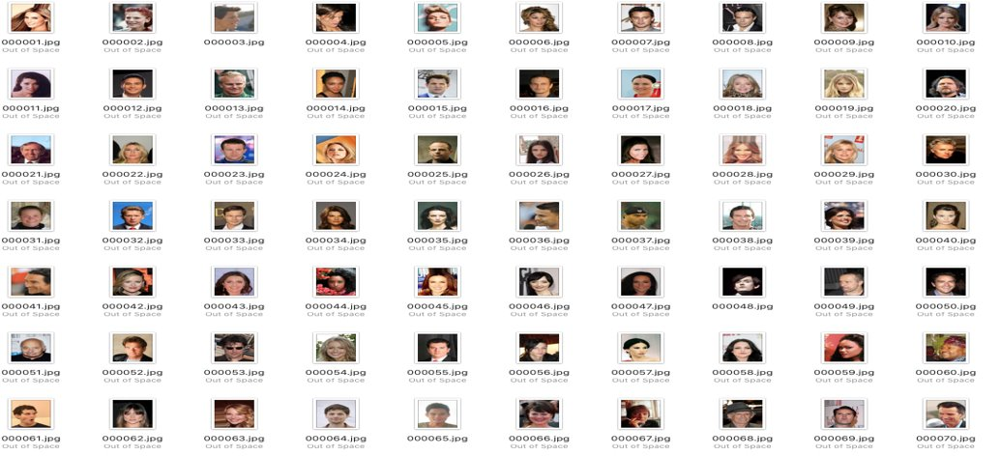 000001.jpg 000002.jpg 000003.jpg 000004.jpg 000005.jpg 000006.jpg 000007.jpg 000008.jpg 000009.jpg 000010.jpg
Out of Space Out of Space Out of Space Out of Space Out of Space Out of Space Out of Space Out of Space Out of Space
000011.jpg 000012.jpg 000013.jpg 000014.jpg 000015.jpg 000016.jpg 000017.jpg 000018.jpg 000019.jpg 000020.jpg
Out of Space Out of Space Out of Space Out of Space Out of Space Out of Space Out of Space Out of Space Out of Space Out of Space
000021.jpg 000022.jpg 000023.jpg 000024.jpg 000025.jpg 000026.jpg 000027.jpg 000028.jpg 000029.jpg 000030.jpg
Out of Space Out of Space Out of Space Out of Space Out of Space Out of Space Out of Space Out of Space Out of Space Out of Space
000031.jpg 000032.jpg 000033.jpg 000034.jpg 000035.jpg 000036.jpg 000037.jpg 000038.jpg 000039.jpg 000040.jpg
Out of Space Out of Space Out of Space Out of Space Out of Space Out of Space Out of Space Out of Space Out of Space Out of Space
000041.jpg 000042.jpg 000043.jpg 000044.jpg 000045.jpg 000046.jpg 000047.jpg 000048.jpg 000049.jpg 000050.jpg
Out of Space Out of Space Out of Space Out of Space Out of Space Out of Space Out of Space Out of Space Out of Space
000051.jpg 000052.jpg 000053.jpg 000054.jpg 000055.jpg 000056.jpg 000057.jpg 000058.jpg 000059.jpg 000060.jpg
Out of Space Out of Space Out of Space Out of Space Out of Space Out of Space Out of Space Out of Space Out of Space Out of Space
000061.jpg 000062.jpg 000063.jpg 000064.jpg 000065.jpg 000066.jpg 000067.jpg 000068.jpg 000069.jpg 000070.jpg
Out of Space Out of Space Out of Space Out of Space Out of Space Out of Space Out of Space Out of Space Out of Space